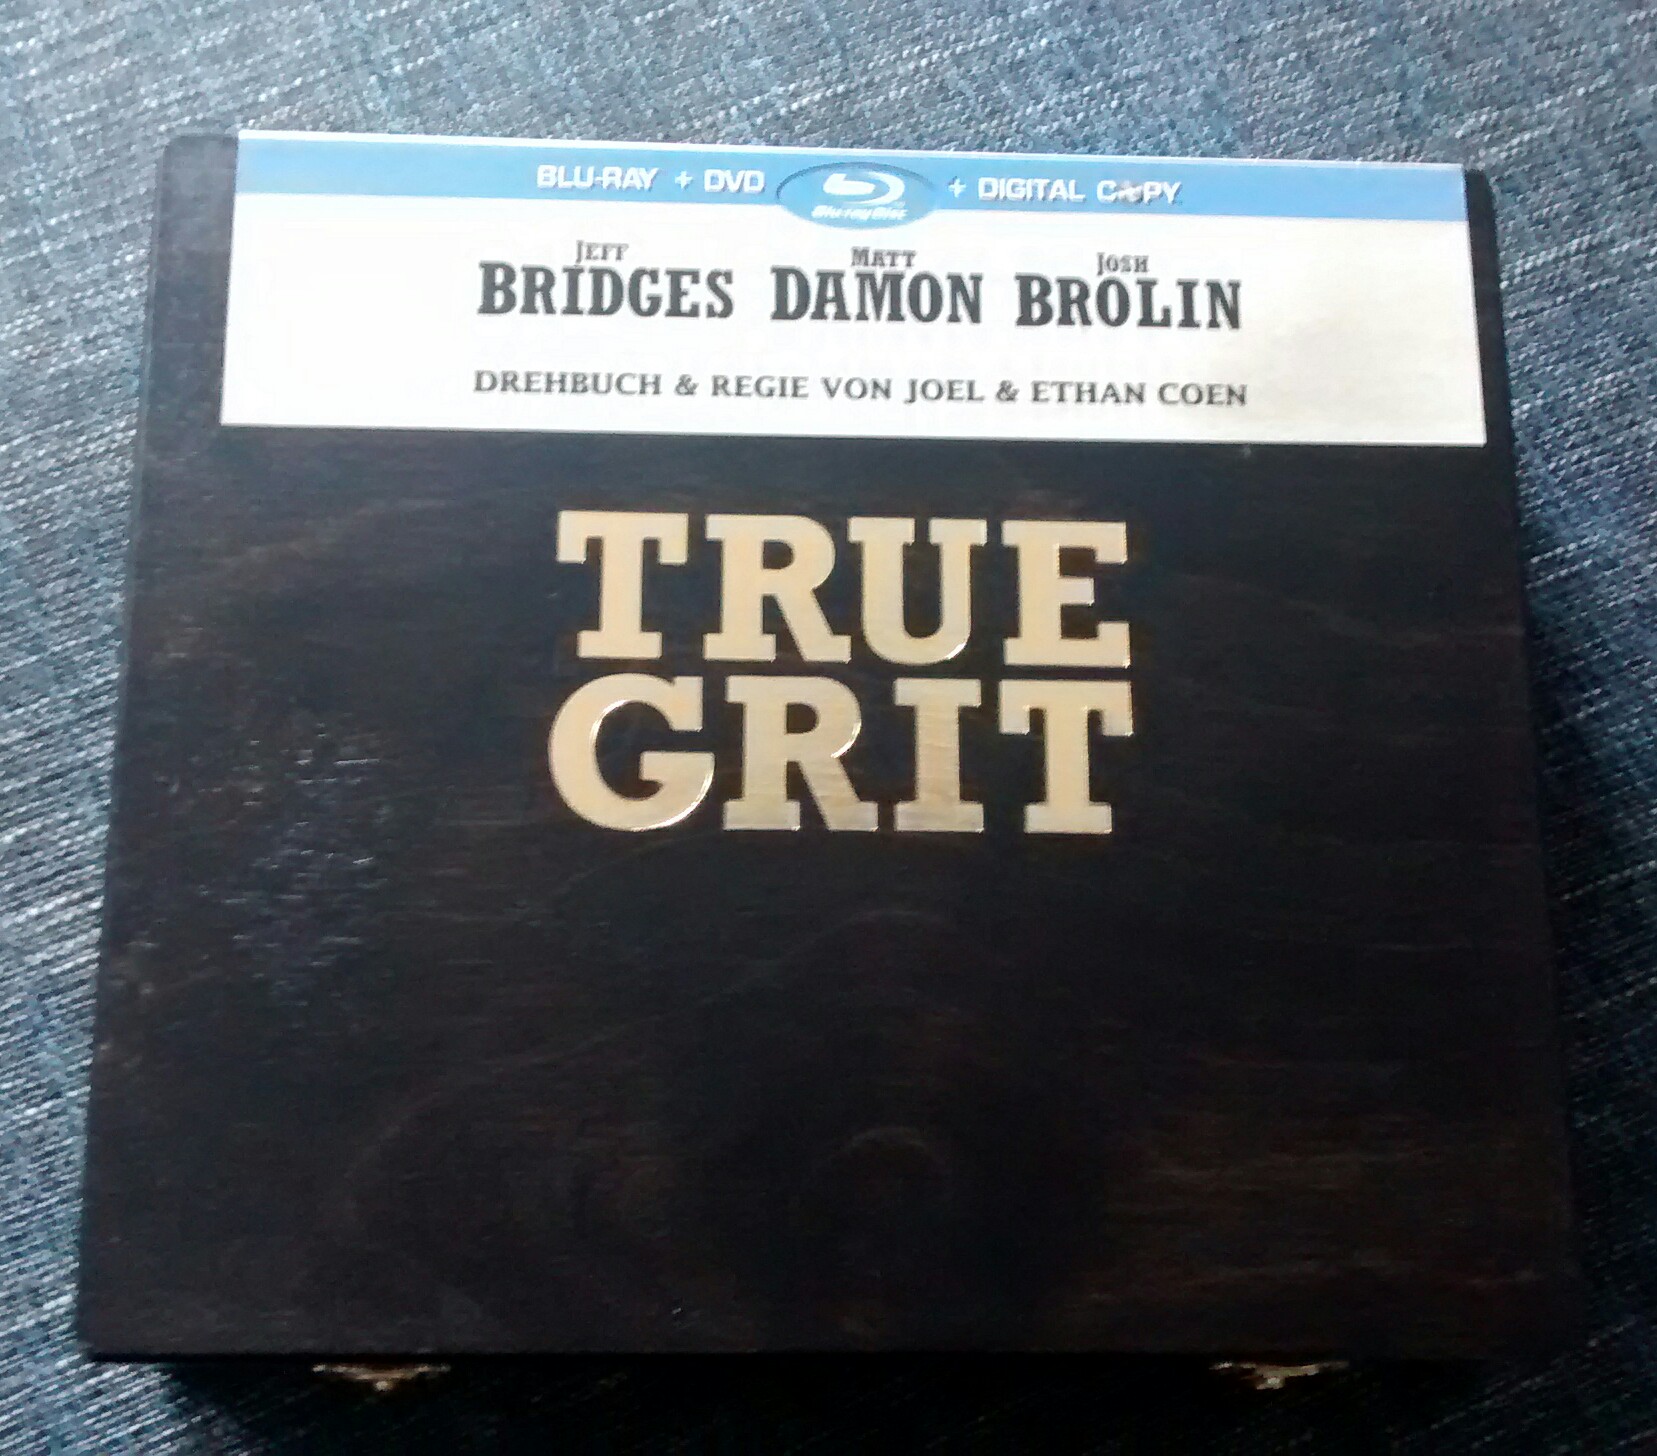 BLU-RAY + DVD Blu-ray Disc + DIGITAL COPY
JEFF MATT JOSH
BRIDGES DAMON BROLIN
DREHBUCH & REGIE VON JOEL & ETHAN COEN
TRUE
GRIT